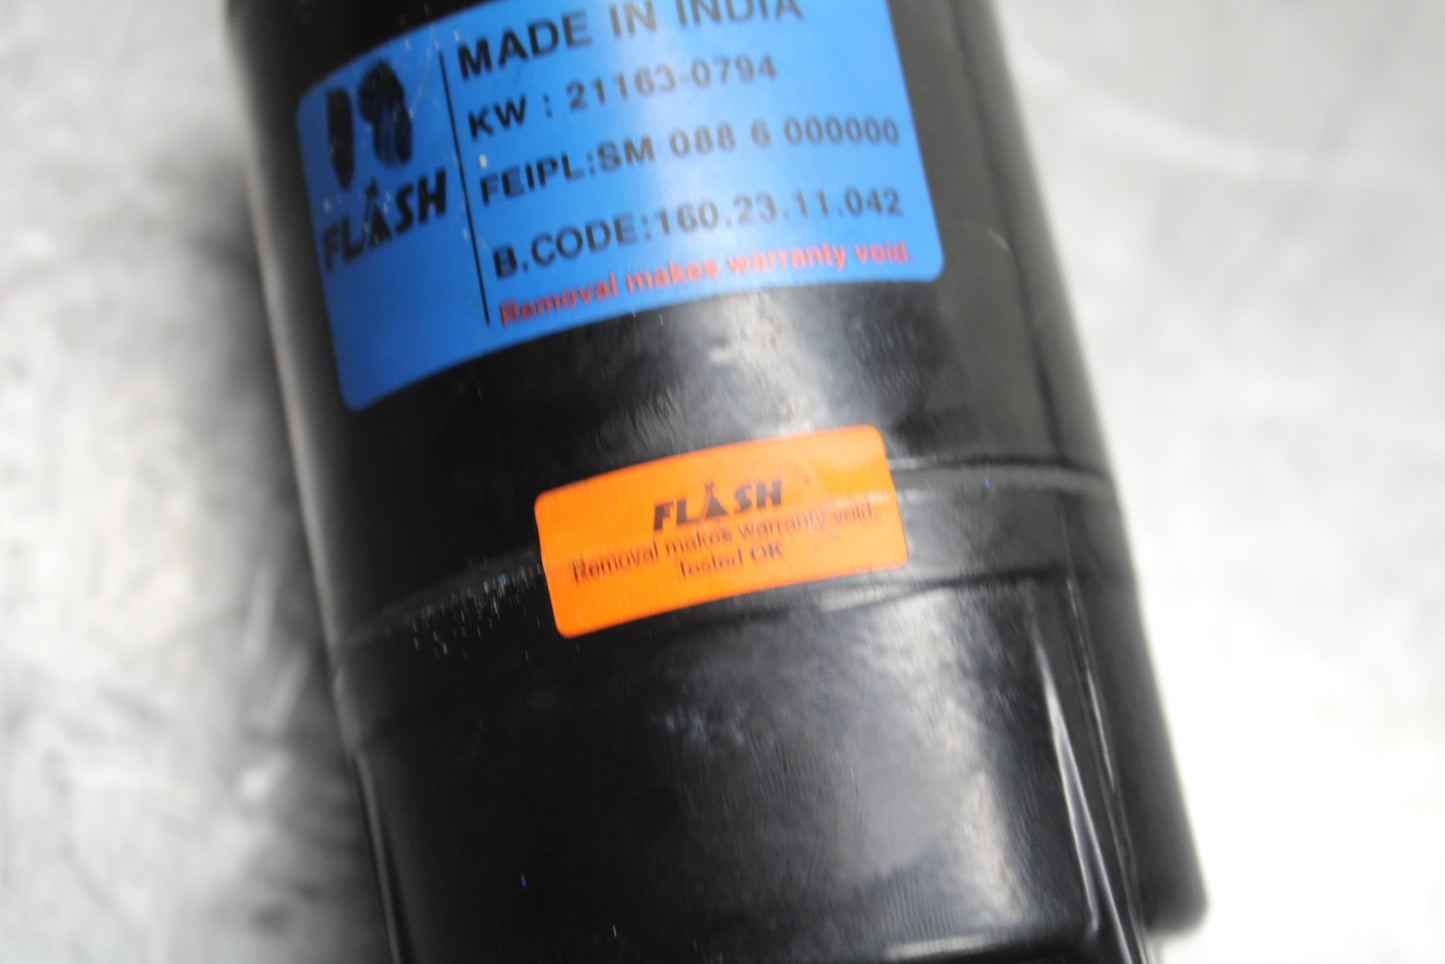 MADE IN INDIA
KW : 21163-0794
FEIPL:SM 088 6 000000
B.CODE:160.23.11.042
Removal makes warranty void.
FLASH
FLASH
Removal makes warranty void.
Tested OK